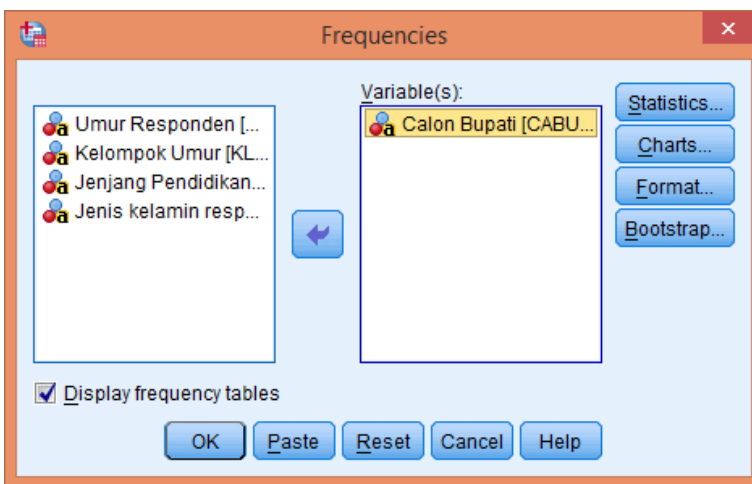 Frequencies
Variable(s):
Umur Responden [...
Kelompok Umur [KL...
Jenjang Pendidikan...
Jenis kelamin resp...
Calon Bupati [CABU...
Statistics...
Charts...
Format...
Bootstrap...
Display frequency tables
OK Paste Reset Cancel Help